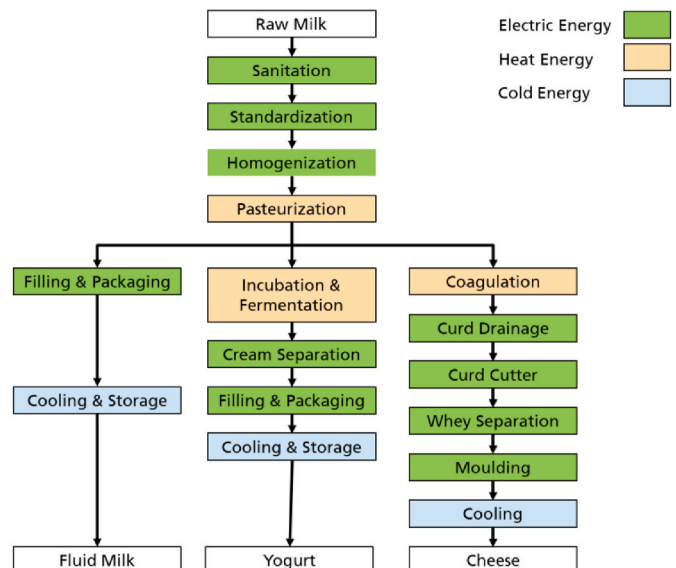 Raw Milk
Electric Energy
Sanitation
Heat Energy
Cold Energy
Standardization
Homogenization
Pasteurization
Filling & Packaging
Incubation &
Fermentation
Coagulation
Curd Drainage
Cream Separation
Curd Cutter
Cooling & Storage
Filling & Packaging
Whey Separation
Cooling & Storage
Moulding
Cooling
Fluid Milk
Yogurt
Cheese